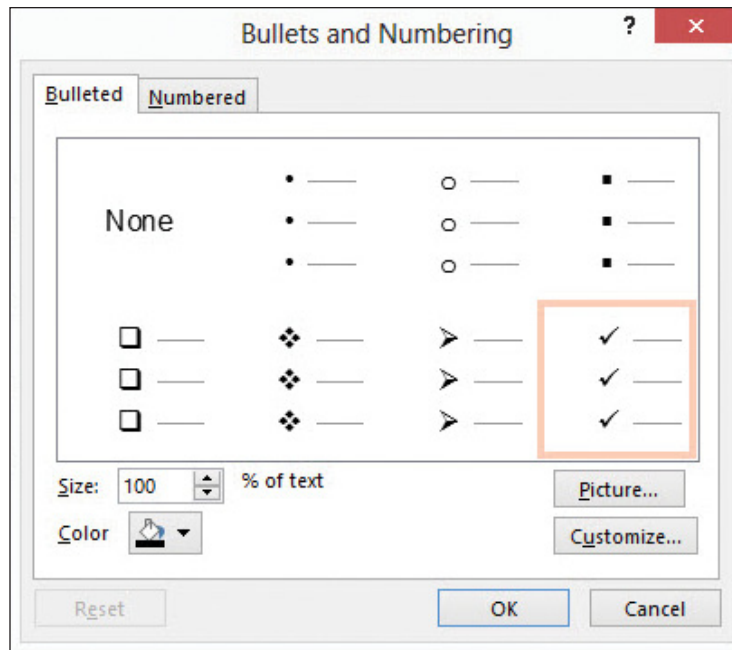 Bullets and Numbering ?
Bulleted Numbered
None
Size: 100 % of text
Picture...
Color
Customize...
Reset OK Cancel